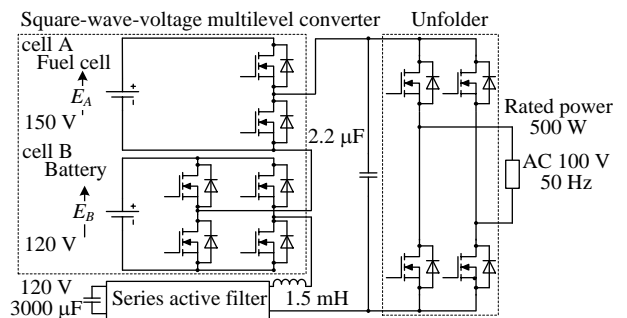 Square-wave-voltage multilevel converter
Unfolder
cell A
Fuel cell
E_A
150 V
cell B
Battery
E_B
120 V
2.2 μF
Rated power
500 W
AC 100 V
50 Hz
120 V
3000 μF
Series active filter
1.5 mH